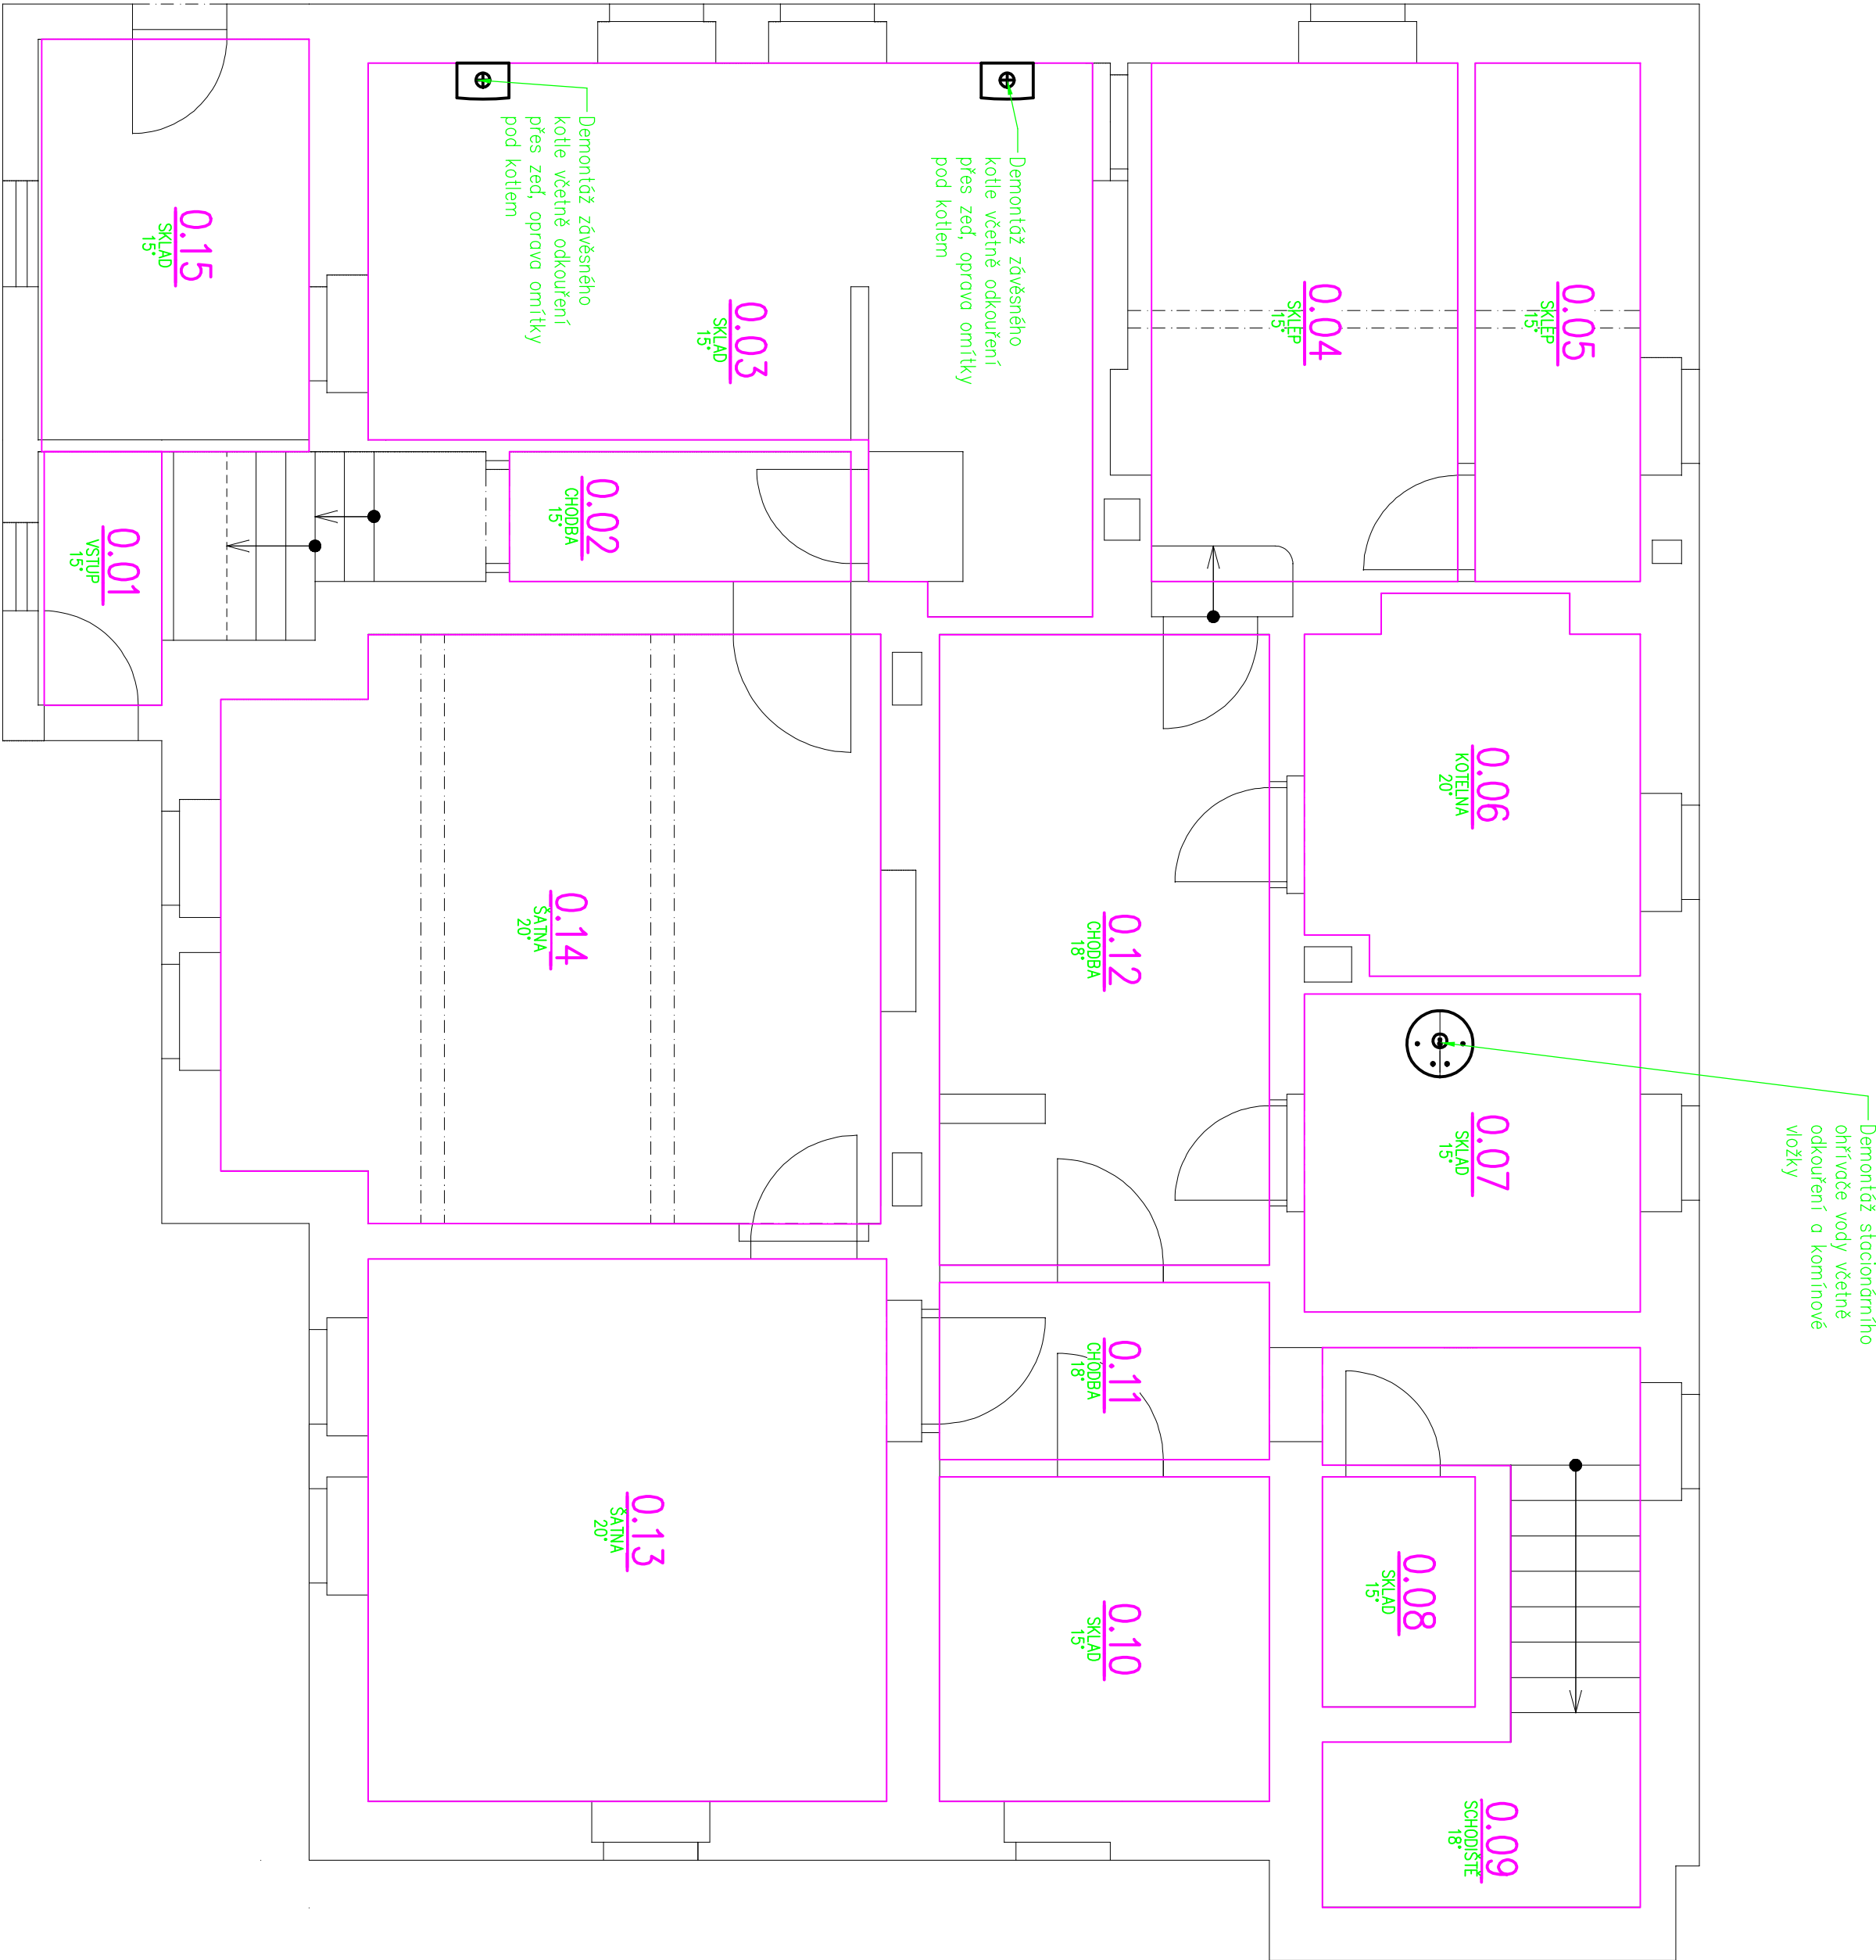 0.15
SKLAD
15°
Demontáž závěsného
kotle včetně odkouření
přes zeď, oprava omítky
pod kotlem
0.03
SKLAD
15°
Demontáž závěsného
kotle včetně odkouření
přes zeď, oprava omítky
pod kotlem
0.04
SKLEP
15°
0.05
SKLEP
15°
0.01
VSTUP
15°
0.02
CHODBA
15°
0.06
KOTELNA
20°
0.14
ŠATNA
20°
0.12
CHODBA
18°
0.07
SKLAD
15°
Demontáž stacionárního
ohřívače vody včetně
odkouření a komínové
vložky
0.11
CHODBA
18°
0.13
ŠATNA
20°
0.10
SKLAD
15°
0.08
SKLAD
15°
0.09
SCHODIŠTĚ
18°